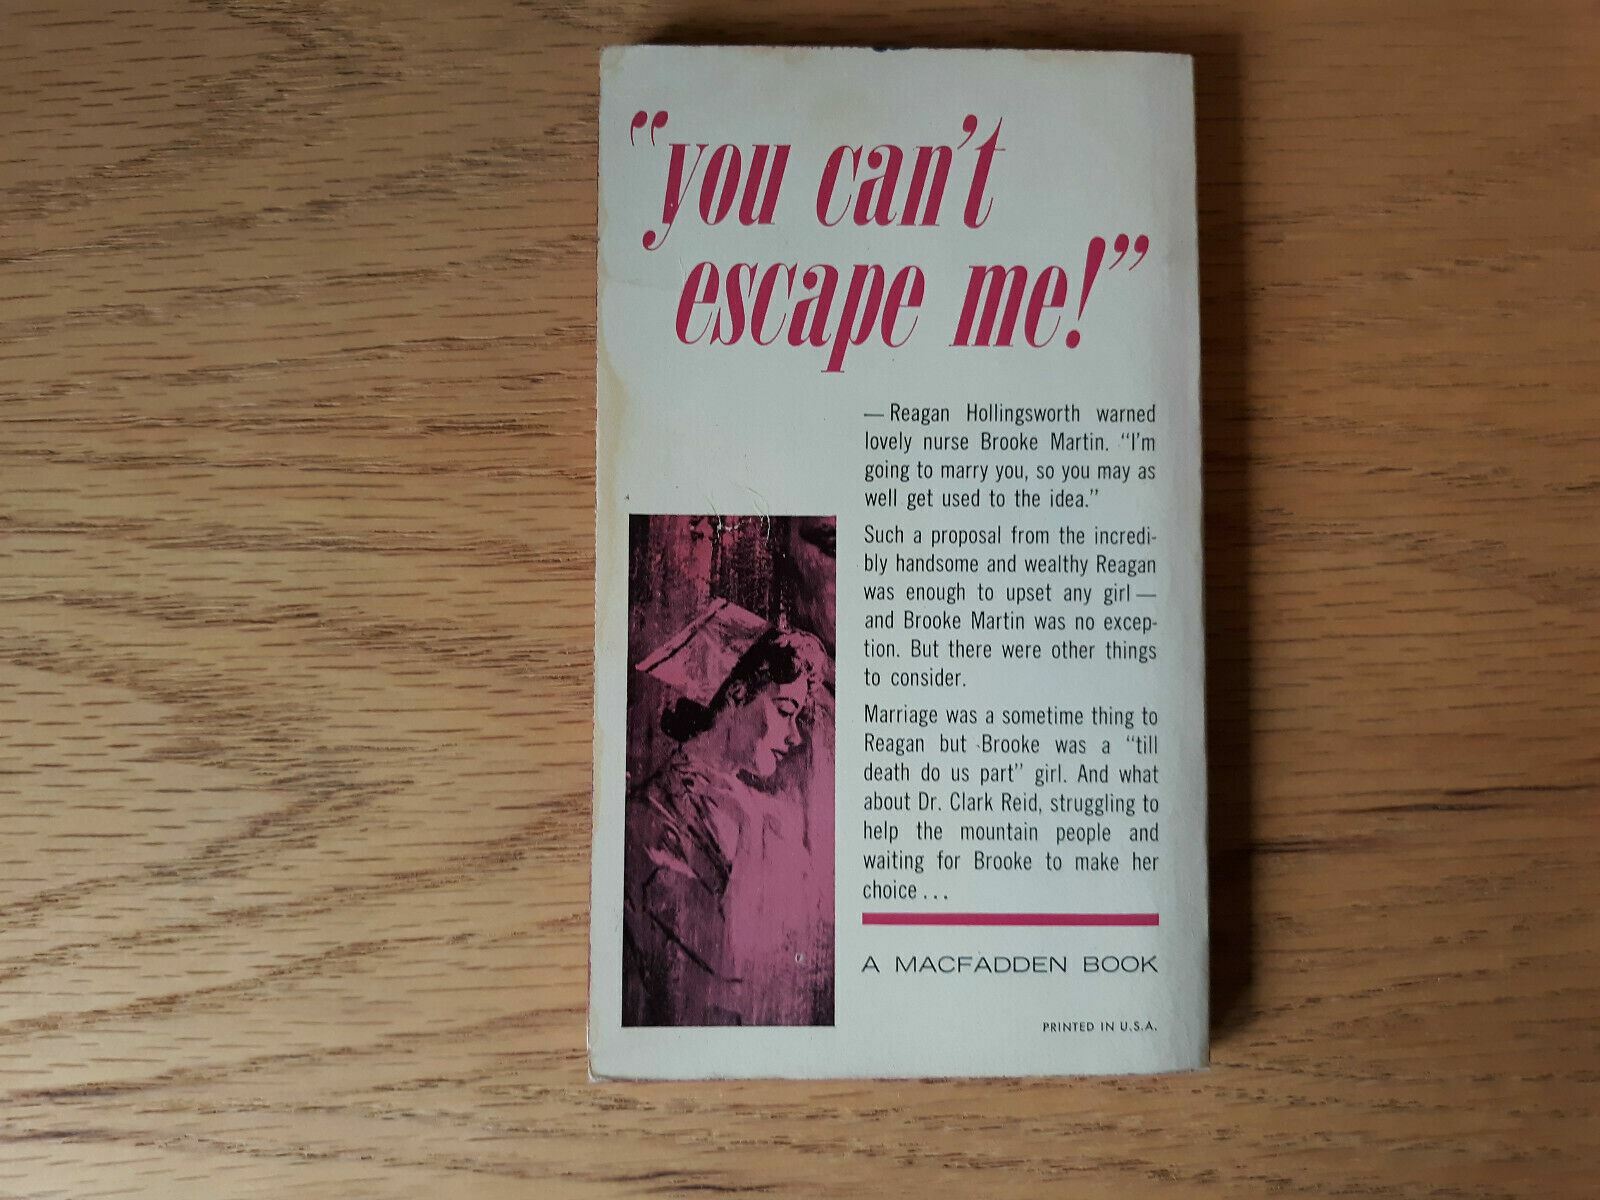 “you can't
escape me!”
— Reagan Hollingsworth warned
lovely nurse Brooke Martin. “I'm
going to marry you, so you may as
well get used to the idea.”
Such a proposal from the incredi-
bly handsome and wealthy Reagan
was enough to upset any girl —
and Brooke Martin was no excep-
tion. But there were other things
to consider.
Marriage was a sometime thing to
Reagan but Brooke was a “till
death do us part” girl. And what
about Dr. Clark Reid, struggling to
help the mountain people and
waiting for Brooke to make her
choice...
A MACFADDEN BOOK
PRINTED IN U.S.A.